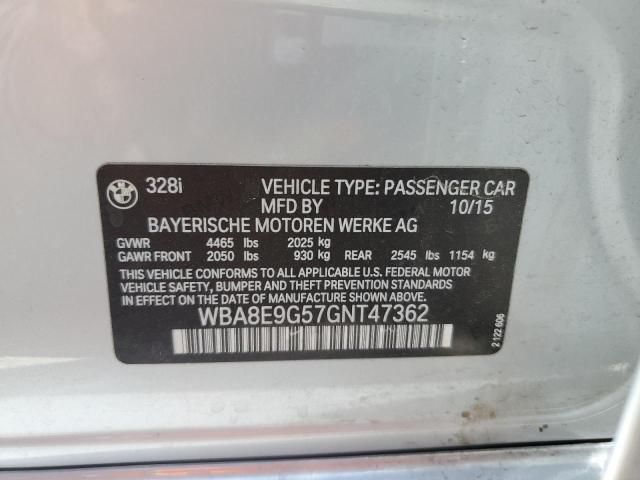 328i VEHICLE TYPE: PASSENGER CAR
MFD BY 10/15
BAYERISCHE MOTOREN WERKE AG
GVWR 4465 lbs 2025 kg
GAWR FRONT 2050 lbs 930 kg REAR 2545 lbs 1154 kg
THIS VEHICLE CONFORMS TO ALL APPLICABLE U.S. FEDERAL MOTOR
VEHICLE SAFETY, BUMPER AND THEFT PREVENTION STANDARDS
IN EFFECT ON THE DATE OF MANUFACTURE SHOWN ABOVE.
WBA8E9G57GNT47362
2 122 606